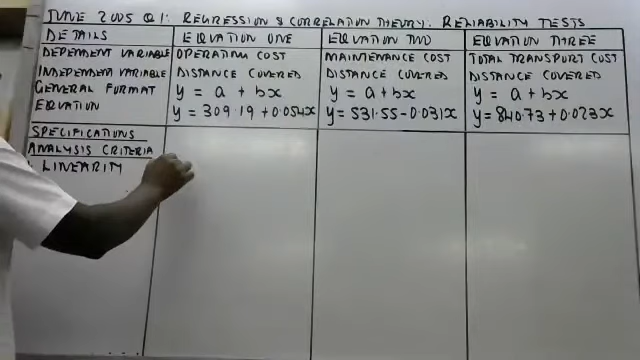 JUNE 2005 Q1: REGRESSION & CORRELATION THEORY: RELIABILITY TESTS
DETAILS EQUATION ONE EQUATION TWO EQUATION THREE
DEPENDENT VARIABLE OPERATING COST MAINTENANCE COST TOTAL TRANSPORT COST
INDEPENDENT VARIABLE DISTANCE COVERED DISTANCE COVERED DISTANCE COVERED
GENERAL FORMAT y = a + bx y = a + bx y = a + bx
EQUATION y = 309.19 + 0.054x y = 531.55 - 0.031x y = 840.73 + 0.023x
SPECIFICATIONS
ANALYSIS CRITERIA
LINEARITY